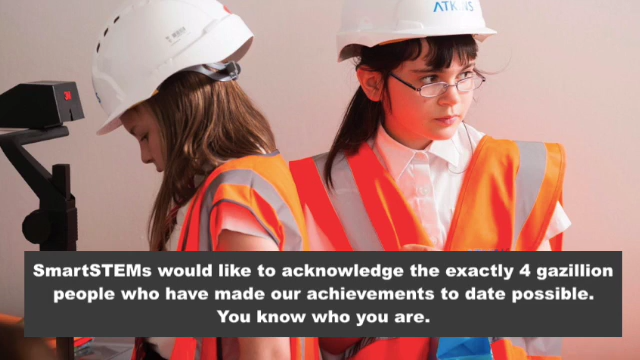 ATKINS
SmartSTEMs would like to acknowledge the exactly 4 gazillion
people who have made our achievements to date possible.
You know who you are.